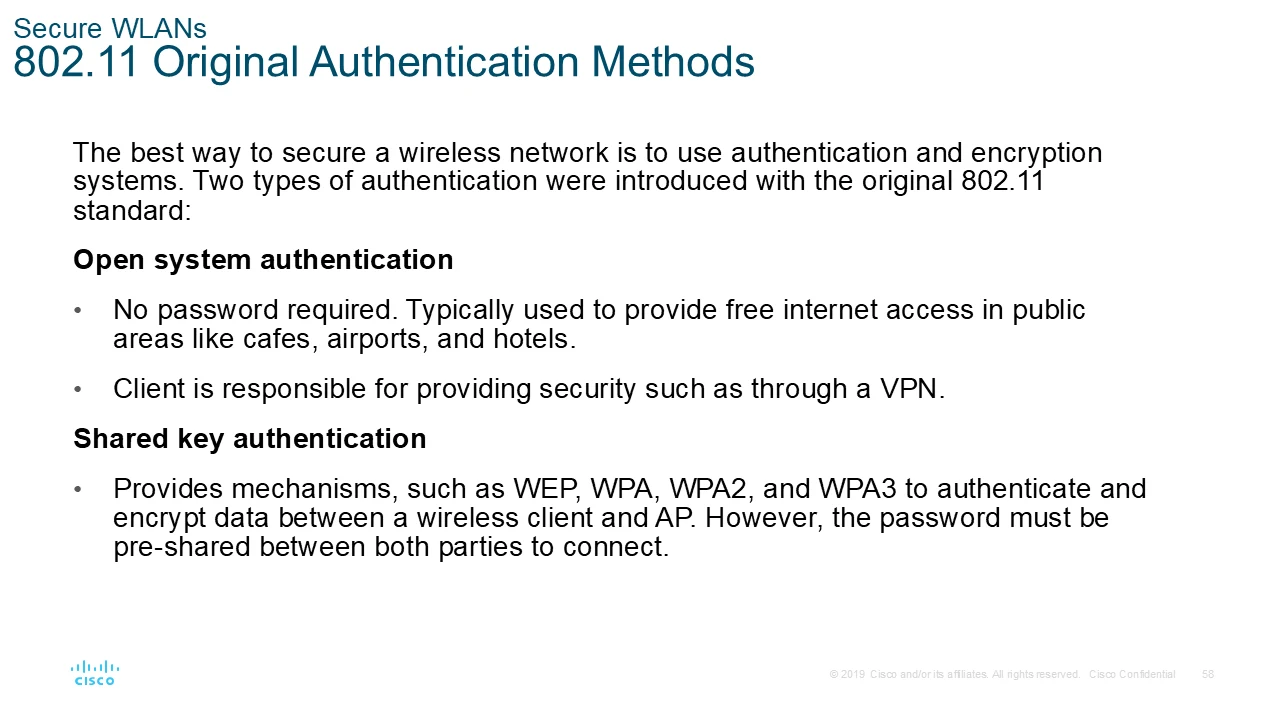 Secure WLANs
802.11 Original Authentication Methods
The best way to secure a wireless network is to use authentication and encryption
systems. Two types of authentication were introduced with the original 802.11
standard:
Open system authentication
• No password required. Typically used to provide free internet access in public
areas like cafes, airports, and hotels.
• Client is responsible for providing security such as through a VPN.
Shared key authentication
• Provides mechanisms, such as WEP, WPA, WPA2, and WPA3 to authenticate and
encrypt data between a wireless client and AP. However, the password must be
pre-shared between both parties to connect.
CISCO
© 2019 Cisco and/or its affiliates. All rights reserved. Cisco Confidential 56